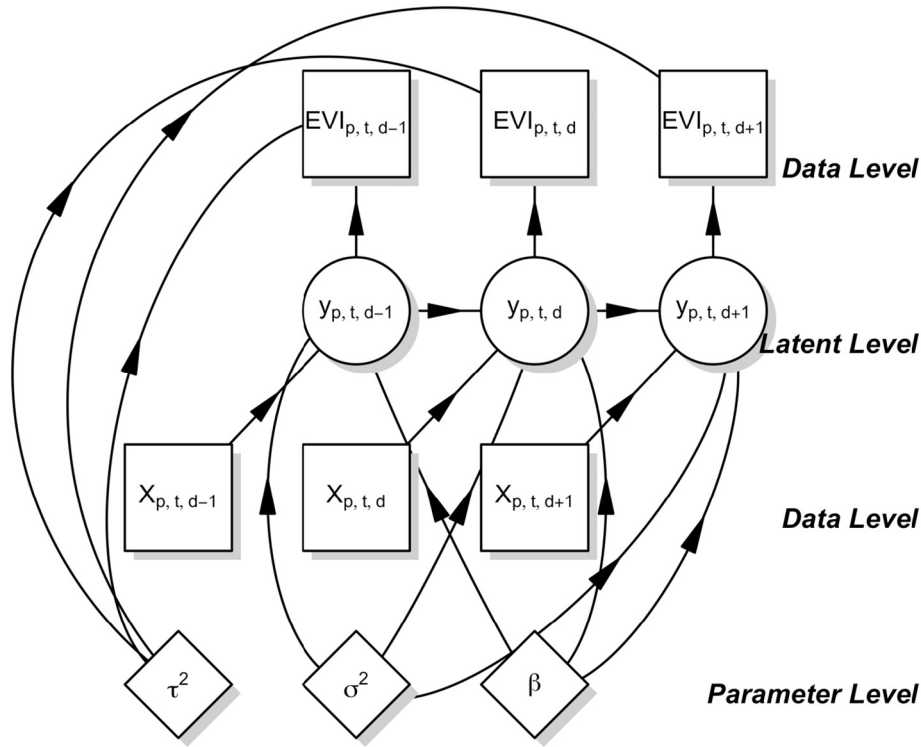 EVIp, t, d−1 EVIp, t, d EVIp, t, d+1
Data Level
yp, t, d−1 yp, t, d yp, t, d+1
Latent Level
Xp, t, d−1 Xp, t, d Xp, t, d+1
Data Level
τ² σ² β
Parameter Level